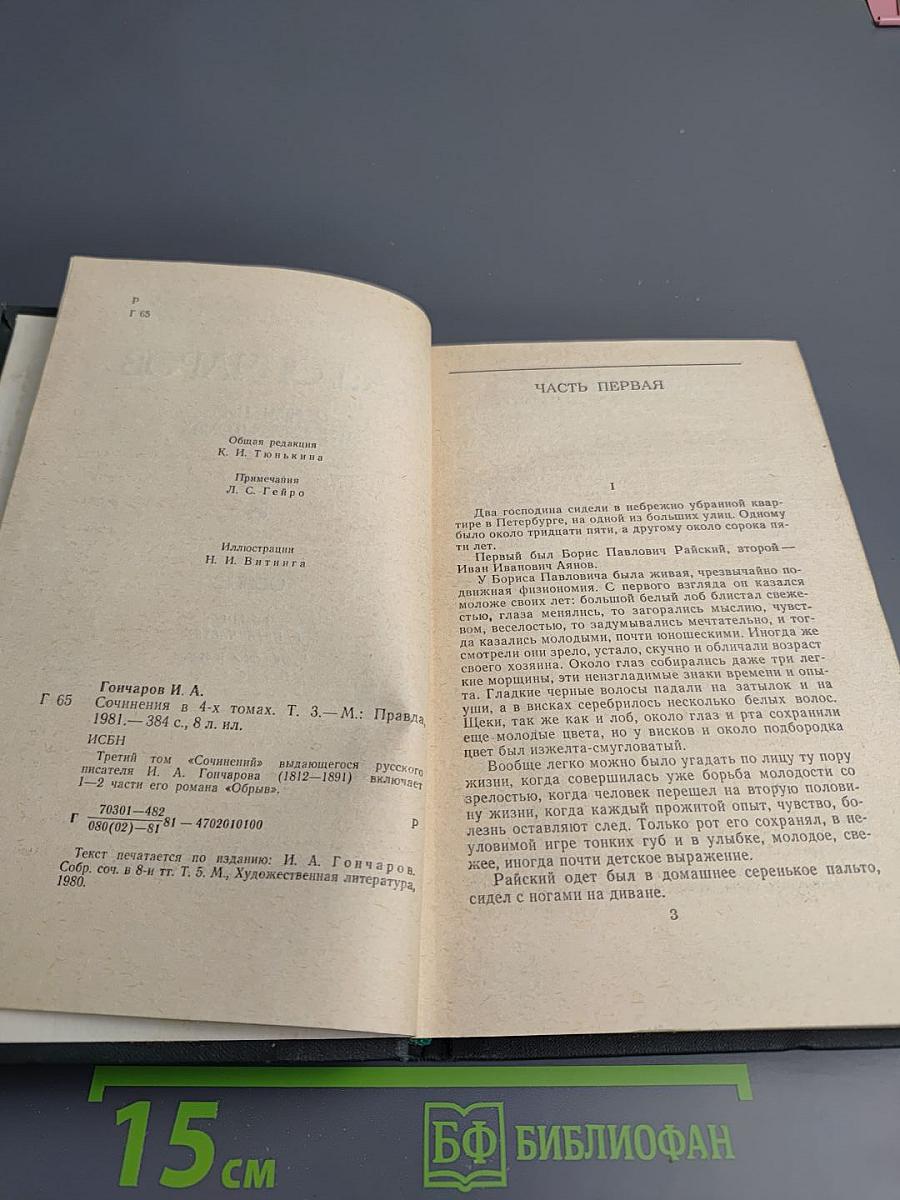 Р
Г 65
Общая редакция
К. И. Тюнькина
Примечания
Л. С. Гейро
Иллюстрации
Н. И. Витинга
Гончаров И. А.
Г 65
Сочинения в 4-х томах. Т. 3.—М.: Правда,
1981.— 384 с., 8 л. ил.
ИСБН
Третий том «Сочинений» выдающегося русского
писателя И. А. Гончарова (1812—1891) включает
1—2 части его романа «Обрыв».
Г 70301—482
080(02)—81 81 — 4702010100 Р
Текст печатается по изданию: И. А. Гончаров.
Собр. соч. в 8-и тт. Т. 5. М., Художественная литература,
1980.
ЧАСТЬ ПЕРВАЯ
I
Два господина сидели в небрежно убранной квар-
тире в Петербурге, на одной из больших улиц. Одному
было около тридцати пяти, а другому около сорока пя-
ти лет.
Первый был Борис Павлович Райский, второй —
Иван Иванович Аянов.
У Бориса Павловича была живая, чрезвычайно по-
движная физиономия. С первого взгляда он казался
моложе своих лет: большой белый лоб блистал свеже-
стью, глаза менялись, то загорались мыслию, чувст-
вом, веселостью, то задумывались мечтательно, и тог-
да казались молодыми, почти юношескими. Иногда же
смотрели они зрело, устало, скучно и обличали возраст
своего хозяина. Около глаз собирались даже три лег-
кие морщины, эти неизгладимые знаки времени и опы-
та. Гладкие черные волосы падали на затылок и на
уши, а в висках серебрилось несколько белых волос.
Щеки, так же как и лоб, около глаз и рта сохранили
еще молодые цвета, но у висков и около подбородка
цвет был изжелта-смугловатый.
Вообще легко можно было угадать по лицу ту пору
жизни, когда совершилась уже борьба молодости со
зрелостью, когда человек перешел на вторую полови-
ну жизни, когда каждый прожитой опыт, чувство, бо-
лезнь оставляют след. Только рот его сохранял, в не-
уловимой игре тонких губ и в улыбке, молодое, све-
жее, иногда почти детское выражение.
Райский одет был в домашнее серенькое пальто,
сидел с ногами на диване.
3
15 см
БФ БИБЛИОФАН